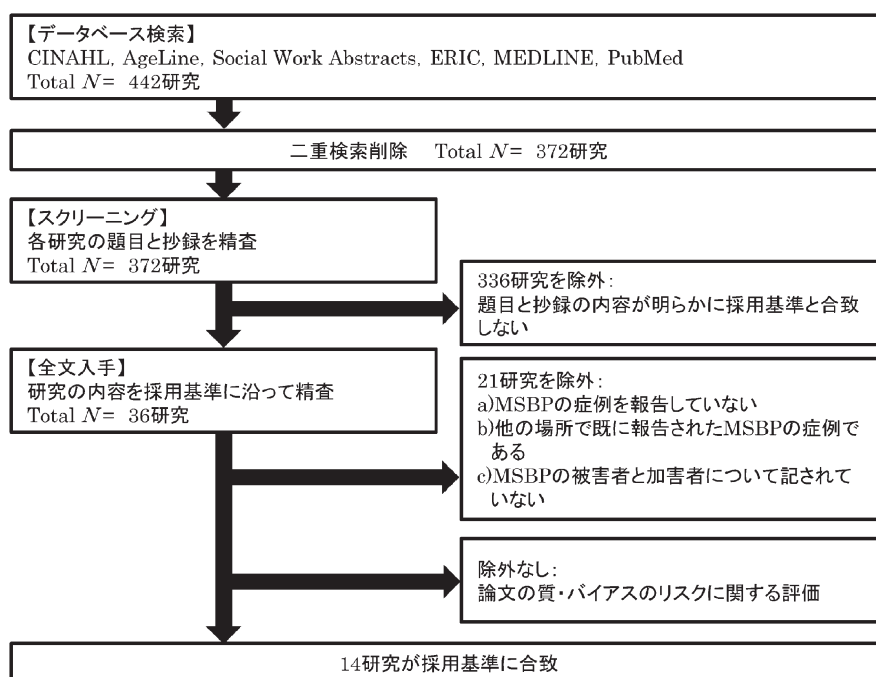 【データベース検索】
CINAHL, AgeLine, Social Work Abstracts, ERIC, MEDLINE, PubMed
Total N= 442研究
二重検索削除 Total N= 372研究
【スクリーニング】
各研究の題目と抄録を精査
Total N= 372研究
336研究を除外:
題目と抄録の内容が明らかに採用基準と合致
しない
【全文入手】
研究の内容を採用基準に沿って精査
Total N= 36研究
21研究を除外:
a)MSBPの症例を報告していない
b)他の場所で既に報告されたMSBPの症例で
ある
c)MSBPの被害者と加害者について記されて
いない
除外なし:
論文の質・バイアスのリスクに関する評価
14研究が採用基準に合致